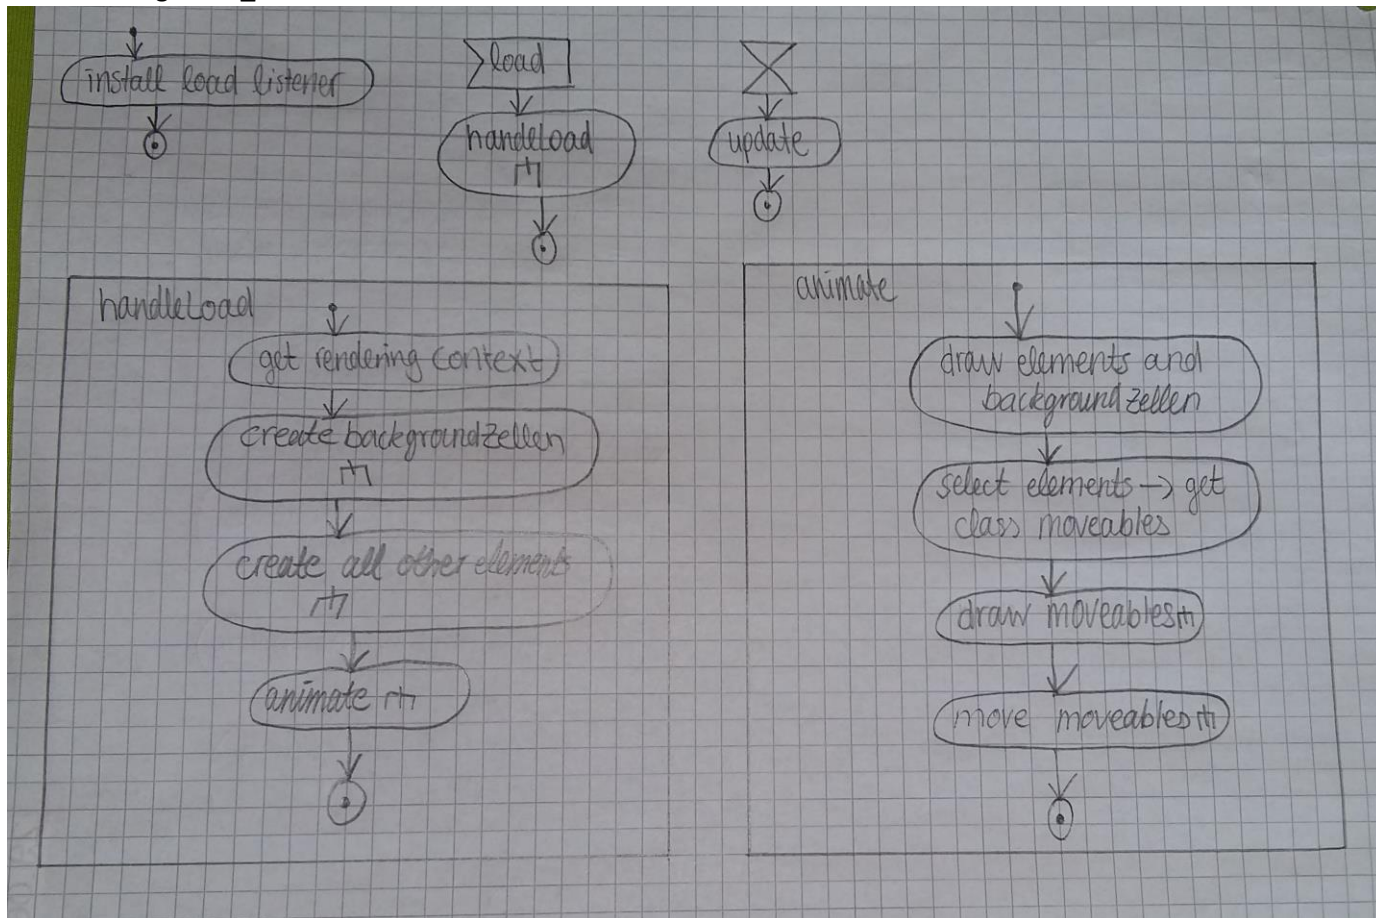 install load listener
load
handeload
update
handleLoad
get rendering context
create backgroundzellen
create all other elements
animate
animate
draw elements and
backgroundzellen
select elements → get
class moveables
draw moveables
move moveables